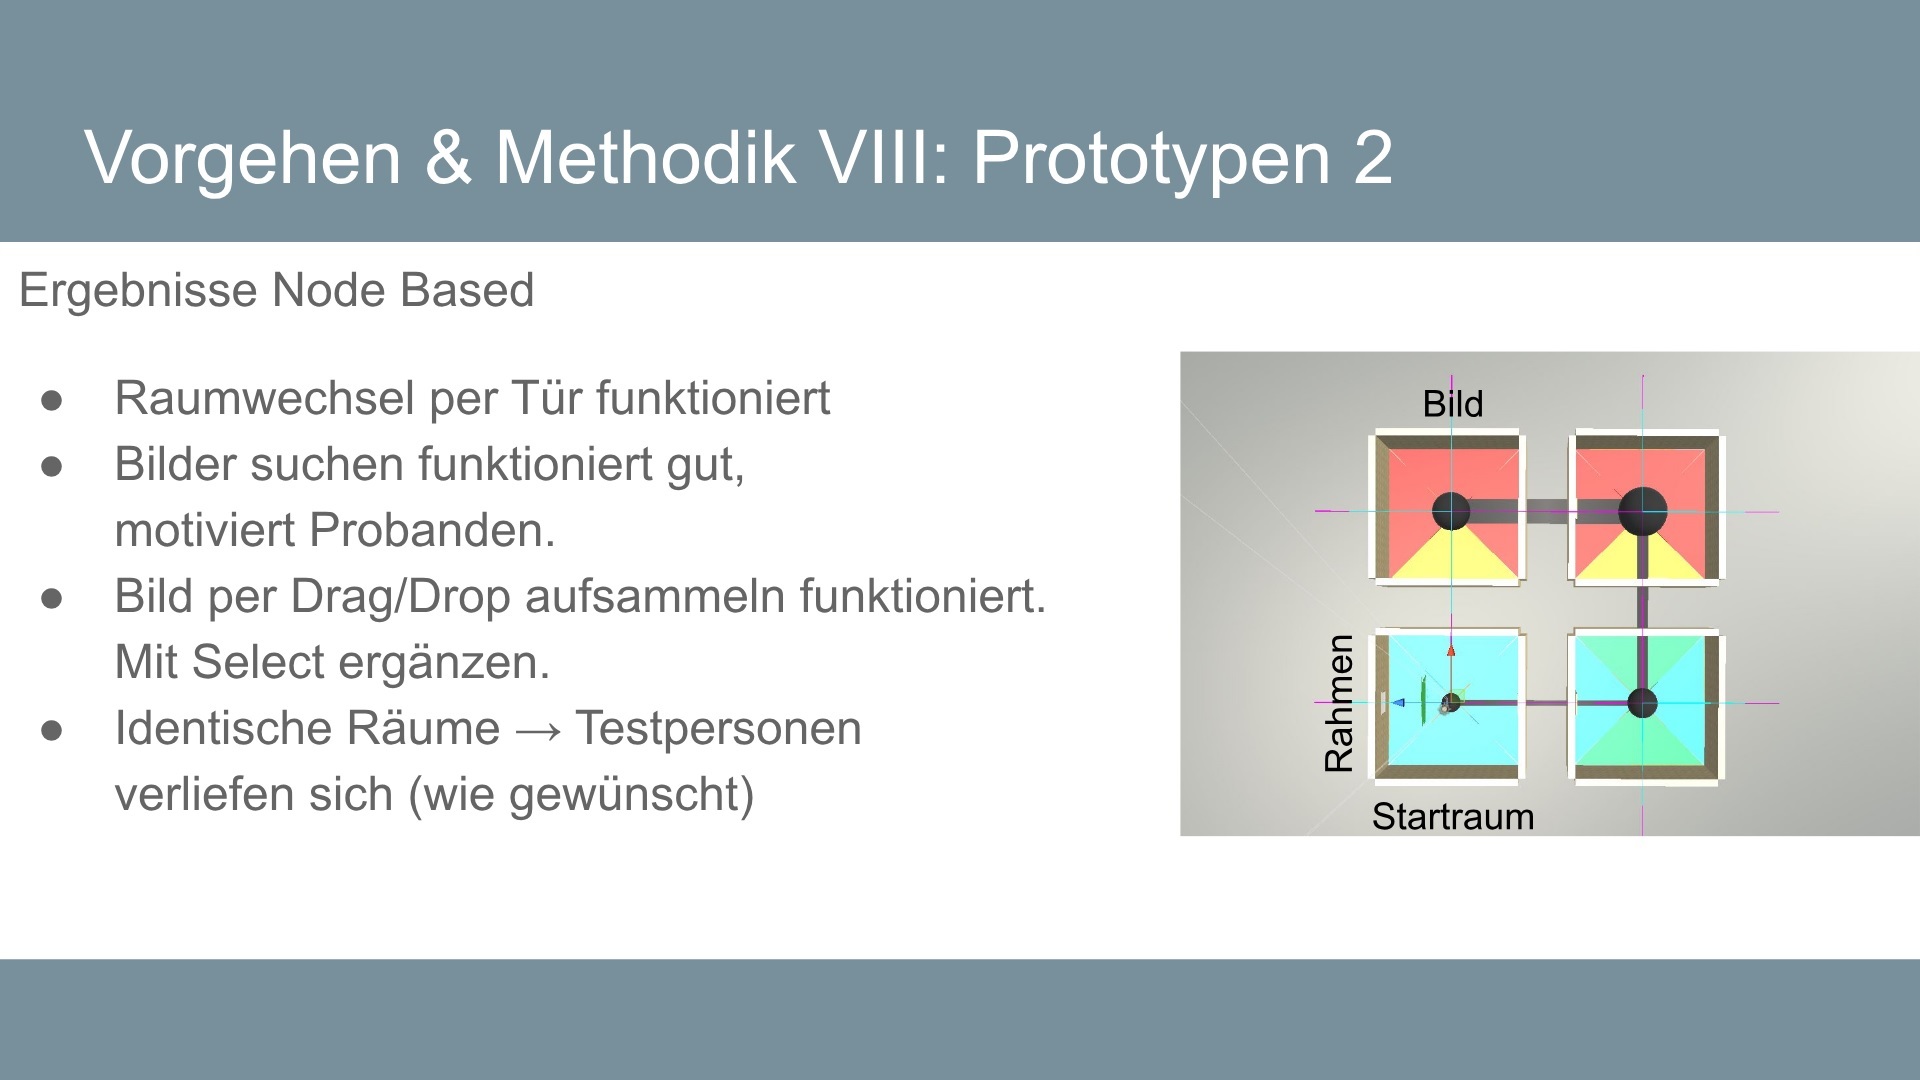 Vorgehen & Methodik VIII: Prototypen 2
Ergebnisse Node Based
● Raumwechsel per Tür funktioniert
● Bilder suchen funktioniert gut,
motiviert Probanden.
● Bild per Drag/Drop aufsammeln funktioniert.
Mit Select ergänzen.
● Identische Räume → Testpersonen
verliefen sich (wie gewünscht)
Bild
Rahmen
Startraum